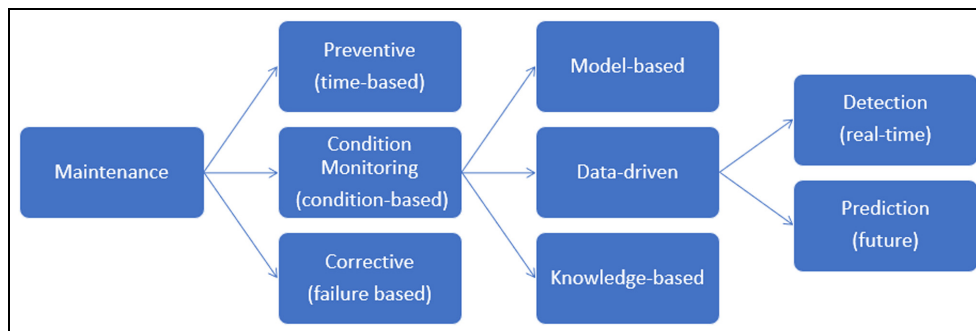 Maintenance
Preventive
(time-based)
Condition
Monitoring
(condition-based)
Corrective
(failure based)
Model-based
Data-driven
Knowledge-based
Detection
(real-time)
Prediction
(future)